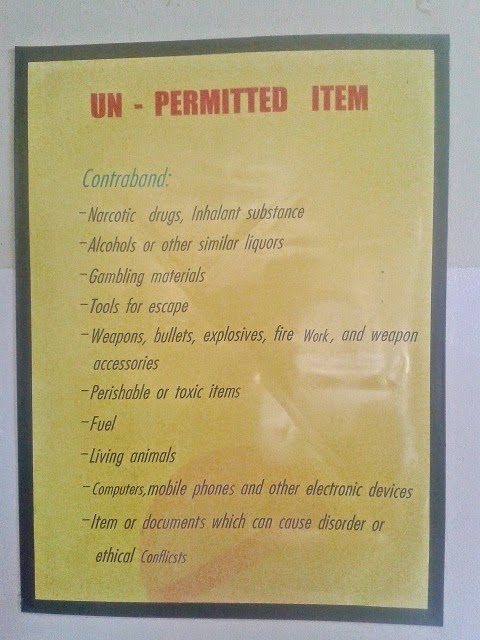 UN - PERMITTED ITEM
Contraband:
-Narcotic drugs, Inhalant substance
-Alcohols or other similar liquors
-Gambling materials
-Tools for escape
-Weapons, bullets, explosives, fire Work, and weapon
accessories
-Perishable or toxic items
-Fuel
-Living animals
-Computers,mobile phones and other electronic devices
-Item or documents which can cause disorder or
ethical Conflicsts